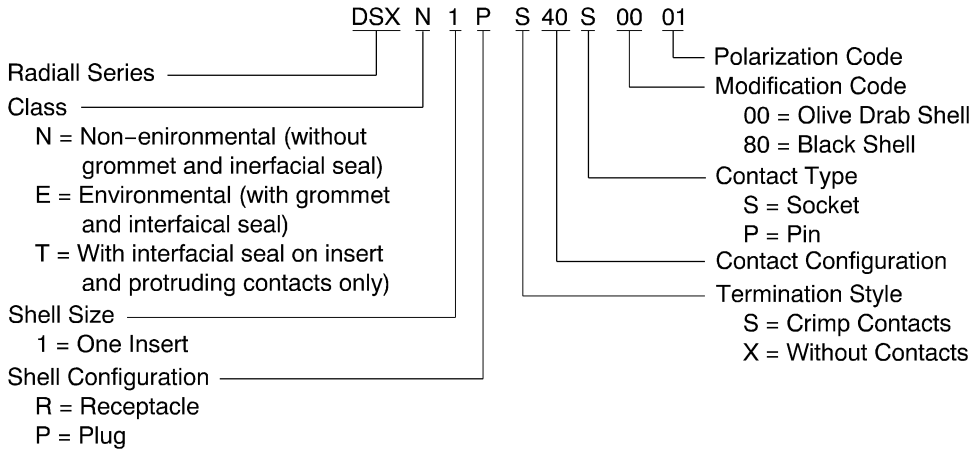 DSX N 1 P S 40 S 00 01
Radiall Series
Class
N = Non-enironmental (without
grommet and inerfacial seal)
E = Environmental (with grommet
and interfaical seal)
T = With interfacial seal on insert
and protruding contacts only)
Shell Size
1 = One Insert
Shell Configuration
R = Receptacle
P = Plug
Polarization Code
Modification Code
00 = Olive Drab Shell
80 = Black Shell
Contact Type
S = Socket
P = Pin
Contact Configuration
Termination Style
S = Crimp Contacts
X = Without Contacts